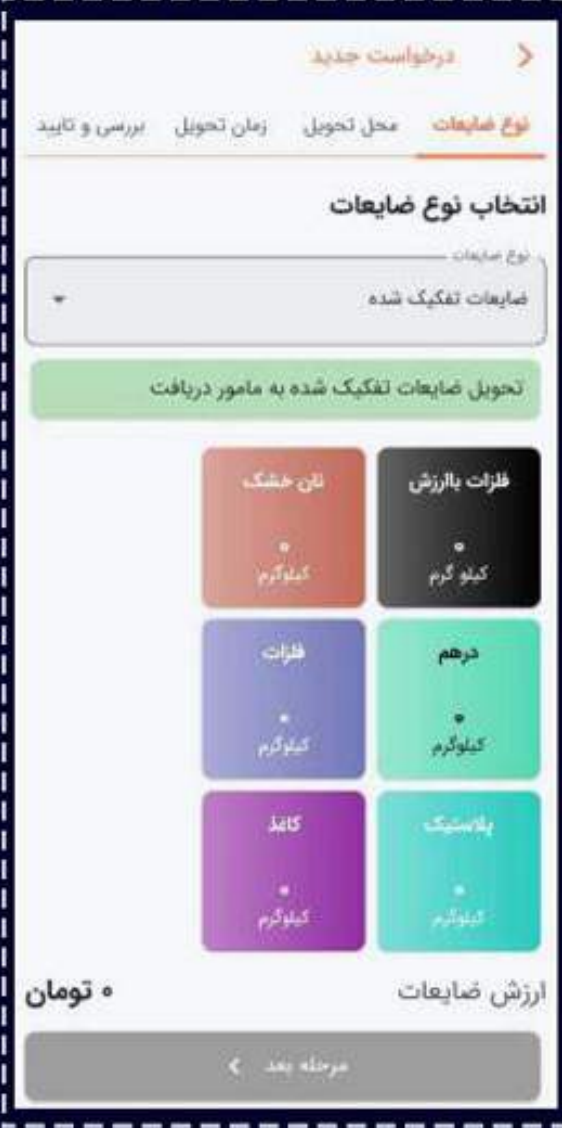 درخواست جدید
نوع ضایعات محل تحویل زمان تحویل بررسی و تایید
انتخاب نوع ضایعات
نوع ضایعات
ضایعات تفکیک شده
تحویل ضایعات تفکیک شده به مامور دریافت
فلزات باارزش نان خشک
۰ ۰
کیلو گرم کیلوگرم
درهم فلزات
۰ ۰
کیلوگرم کیلوگرم
پلاستیک کاغذ
۰ ۰
کیلوگرم کیلوگرم
ارزش ضایعات ۰ تومان
مرحله بعد